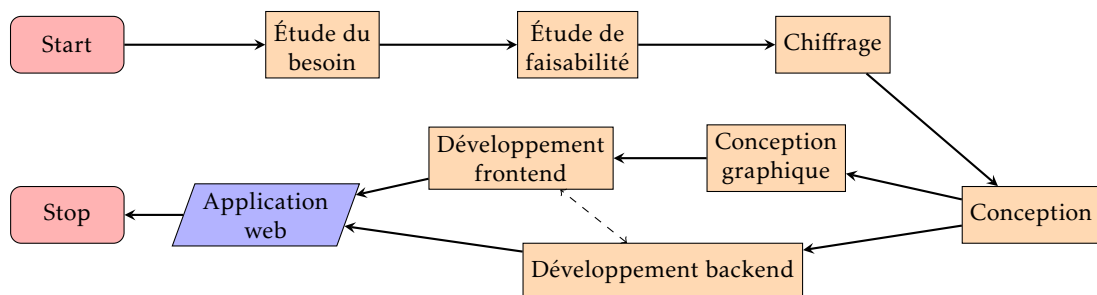 Start
Étude du
besoin
Étude de
faisabilité
Chiffrage
Développement
frontend
Conception
graphique
Stop
Application
web
Conception
Développement backend